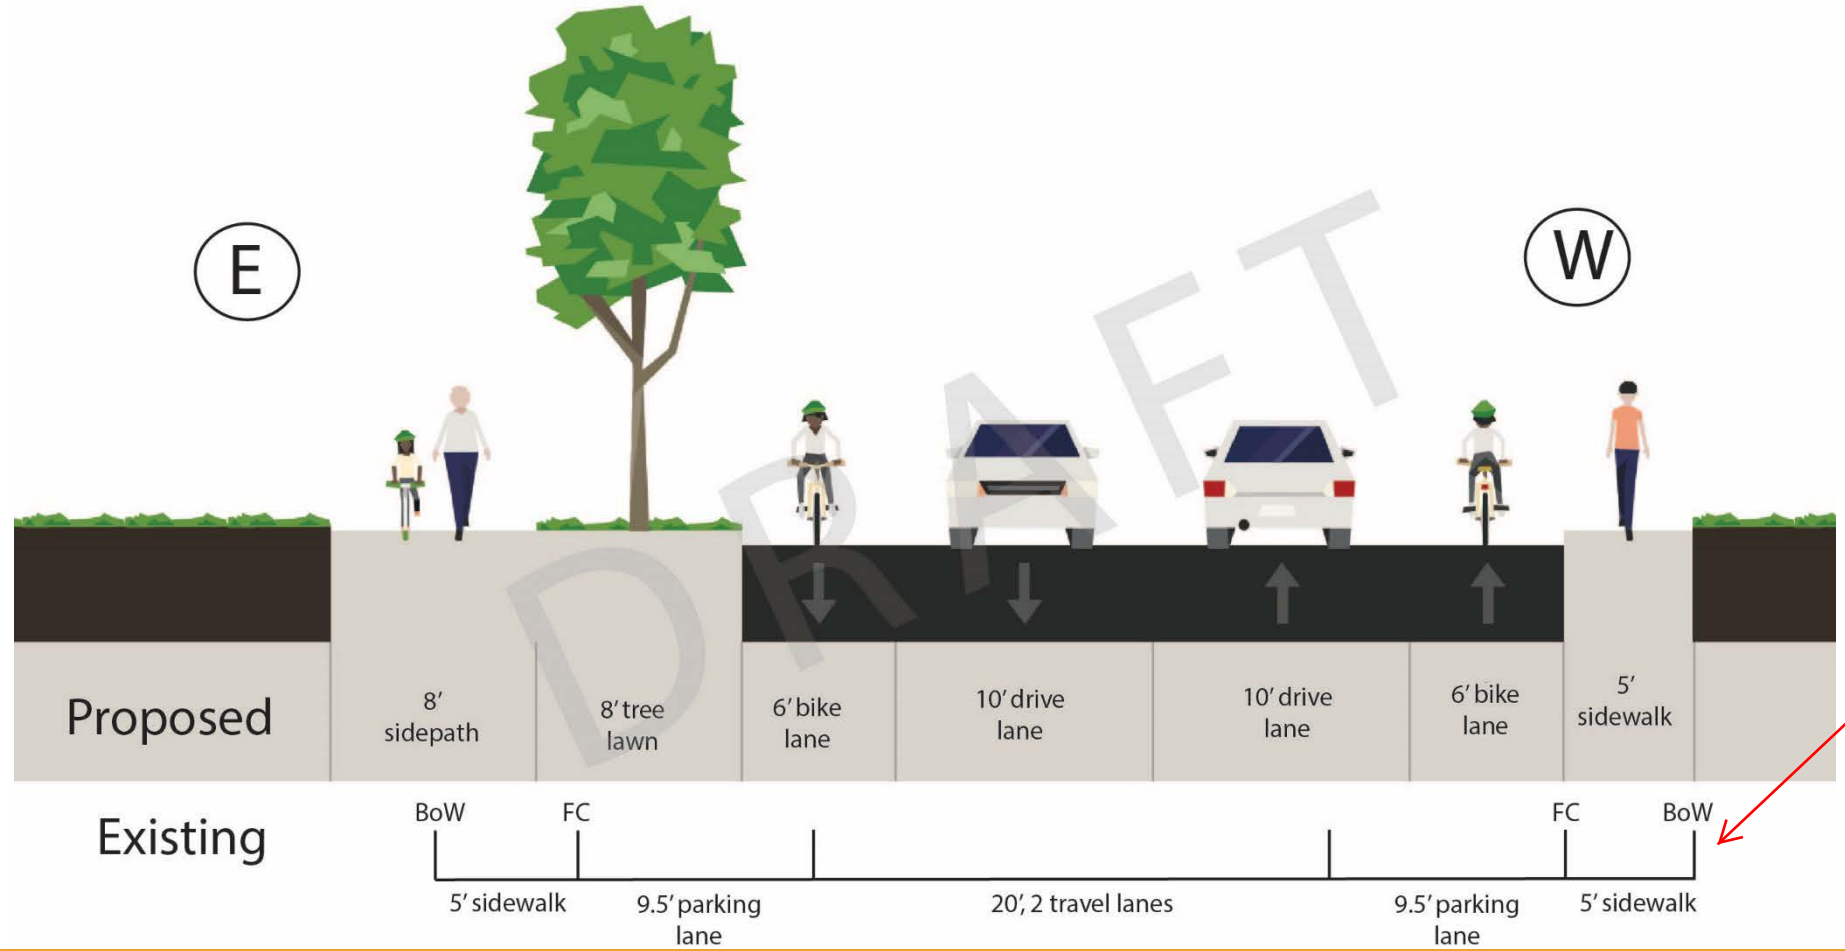 E
W
DRAFT
Proposed
8’
sidepath
8’ tree
lawn
6’ bike
lane
10’ drive
lane
10’ drive
lane
6’ bike
lane
5’
sidewalk
Existing
BoW
FC
FC
BoW
5’ sidewalk
9.5’ parking
lane
20’, 2 travel lanes
9.5’ parking
lane
5’ sidewalk